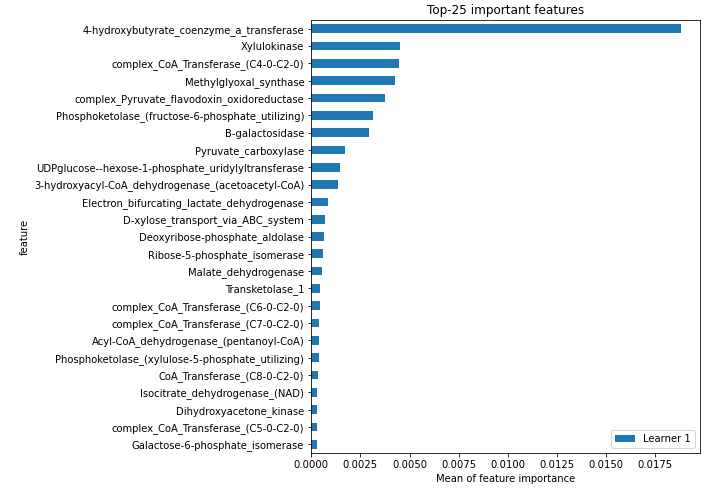 Top-25 important features
4-hydroxybutyrate_coenzyme_a_transferase
Xylulokinase
complex_CoA_Transferase_(C4-0-C2-0)
Methylglyoxal_synthase
complex_Pyruvate_flavodoxin_oxidoreductase
Phosphoketolase_(fructose-6-phosphate_utilizing)
B-galactosidase
Pyruvate_carboxylase
UDPglucose--hexose-1-phosphate_uridylyltransferase
3-hydroxyacyl-CoA_dehydrogenase_(acetoacetyl-CoA)
Electron_bifurcating_lactate_dehydrogenase
D-xylose_transport_via_ABC_system
Deoxyribose-phosphate_aldolase
Ribose-5-phosphate_isomerase
Malate_dehydrogenase
Transketolase_1
complex_CoA_Transferase_(C6-0-C2-0)
complex_CoA_Transferase_(C7-0-C2-0)
Acyl-CoA_dehydrogenase_(pentanoyl-CoA)
Phosphoketolase_(xylulose-5-phosphate_utilizing)
CoA_Transferase_(C8-0-C2-0)
Isocitrate_dehydrogenase_(NAD)
Dihydroxyacetone_kinase
complex_CoA_Transferase_(C5-0-C2-0)
Galactose-6-phosphate_isomerase
feature
Learner 1
0.0000 0.0025 0.0050 0.0075 0.0100 0.0125 0.0150 0.0175
Mean of feature importance